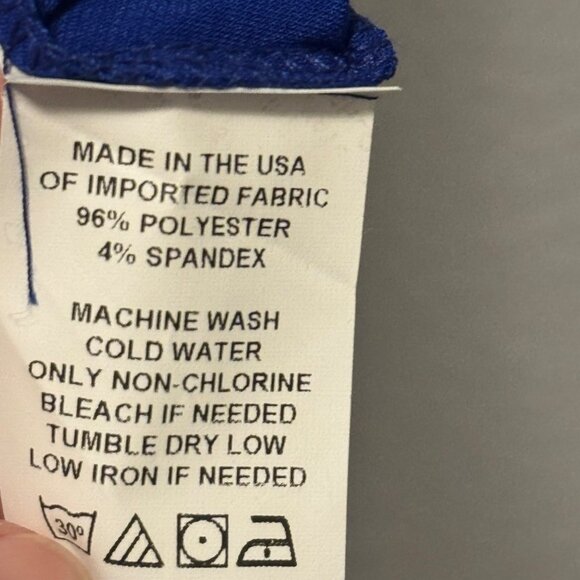 MADE IN THE USA
OF IMPORTED FABRIC
96% POLYESTER
4% SPANDEX
MACHINE WASH
COLD WATER
ONLY NON-CHLORINE
BLEACH IF NEEDED
TUMBLE DRY LOW
LOW IRON IF NEEDED
30º